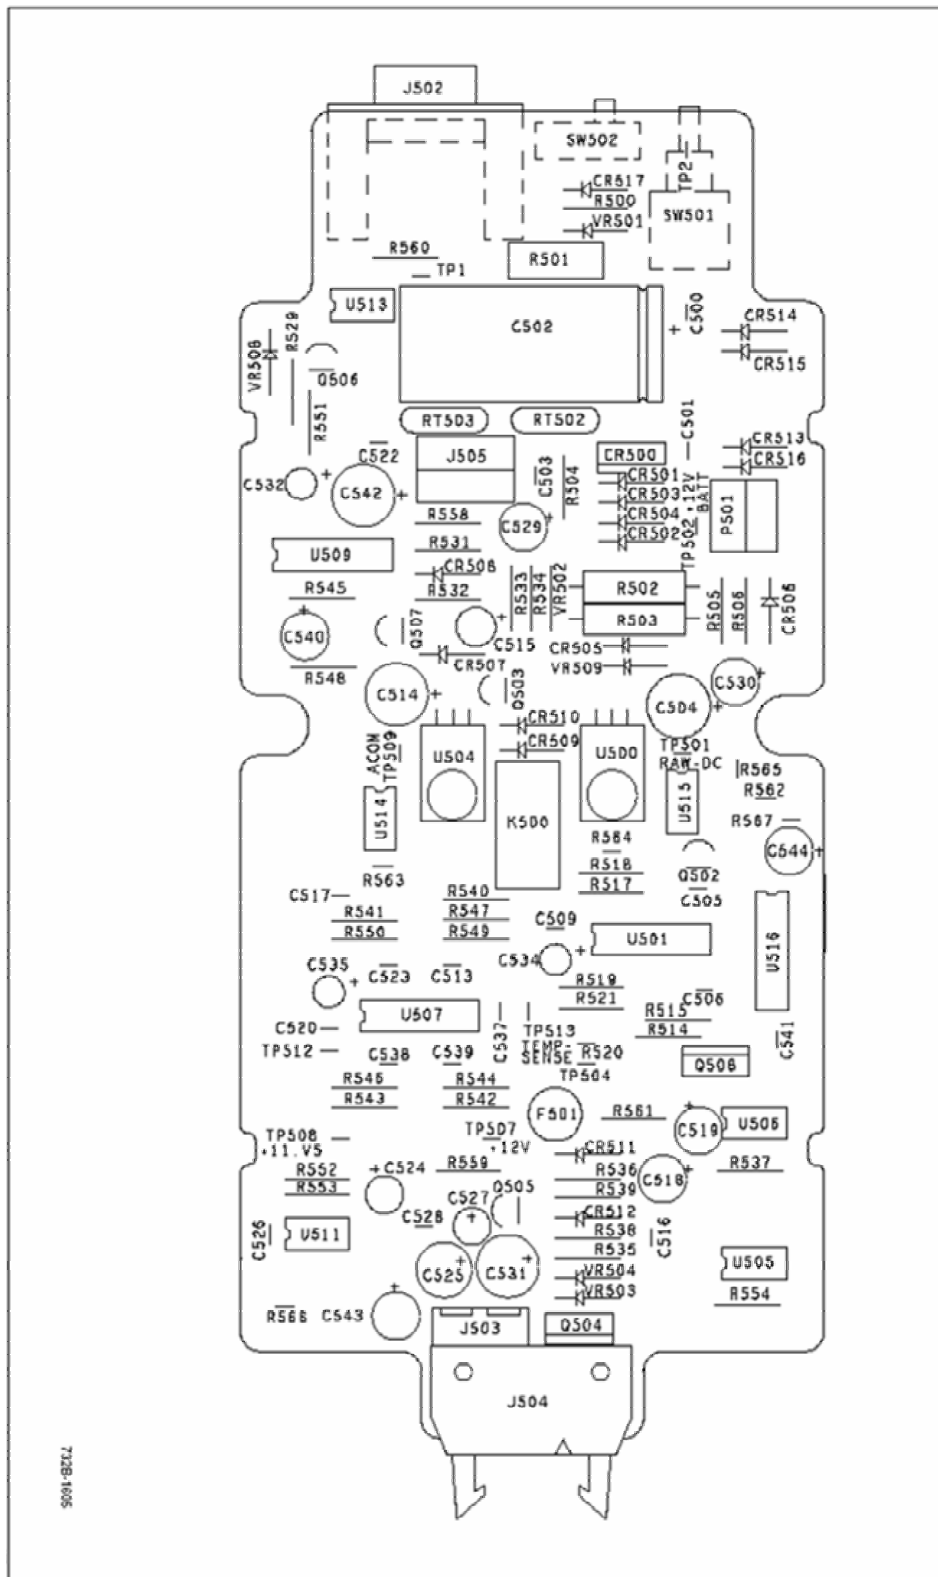 J502
SW502
TP2
CR517
R500
SW501
VR501
R560
R501
TP1
U513
C500
C502
+
CR514
R529
VR508
CR515
Q506
R551
RT503
RT502
C501
C522
J505
CR500
CR513
CR516
C532
+
C542
+
C503
R504
CR501
CR503
CR504
CR502
TP502 +12V
BATT
P501
R558
C529
+
R531
U509
CR508
R532
R533
R534
VR502
R502
R503
R505
R506
CR506
R545
+
C540
Q507
C515
+
CR505
VR509
CR507
R548
C514
+
Q503
C504
+
C530
+
CR510
CR509
U504
U500
TP501
RAW-DC
ACOM
TP509
R565
R562
U515
U514
K500
R567
C544
+
R564
R518
R517
Q502
C505
R563
C517
R540
R541
R547
R550
R549
C509
+
C534
U501
U516
C535
+
C523
C513
R519
R521
C506
R515
R514
U507
C520
C537
TP513
TEMP-
SENSE
R520
TP504
C541
TP512
C538
C539
Q508
R546
R544
R543
R542
F501
R561
+
C519
U506
TP508
+11.V5
TP507
+12V
CR511
R552
R553
+
C524
R559
R536
R539
C518
+
R537
Q505
C527
+
C528
CR512
R538
R535
C516
C526
U511
C525
+
C531
+
VR504
VR503
U505
R554
R566
C543
+
J503
Q504
J504
732B-1606